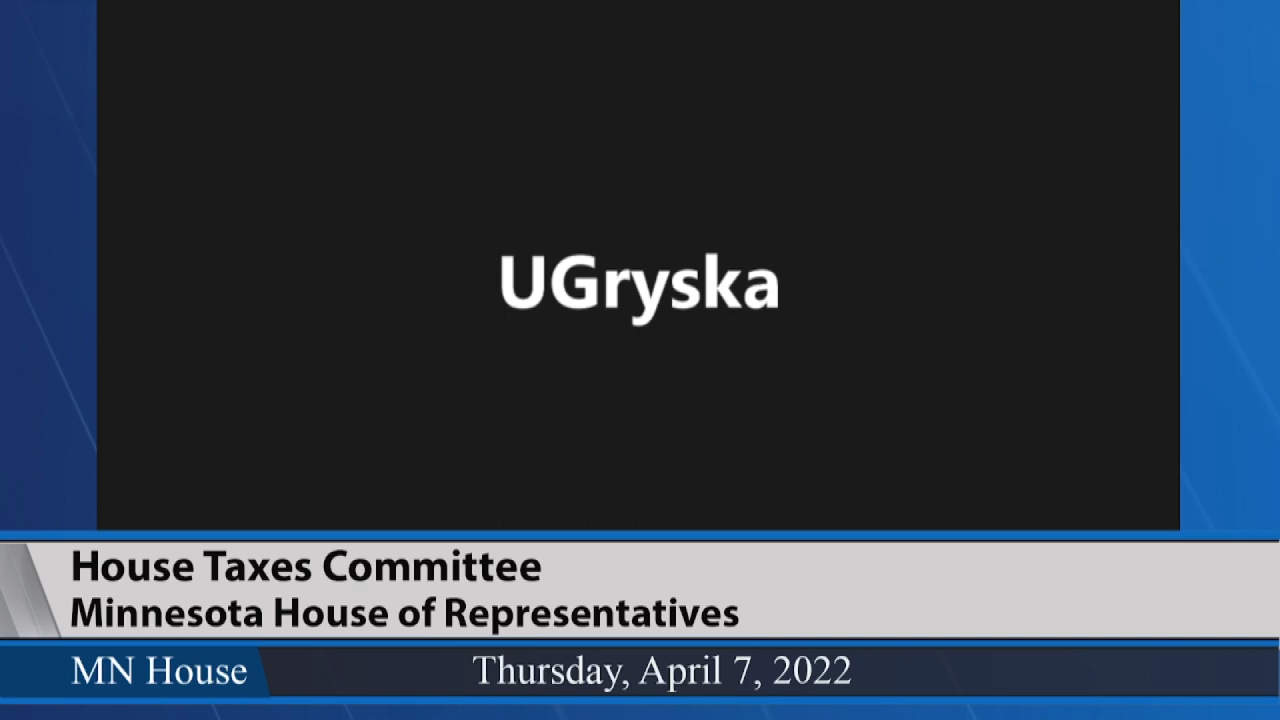 UGryska
House Taxes Committee
Minnesota House of Representatives
MN House
Thursday, April 7, 2022